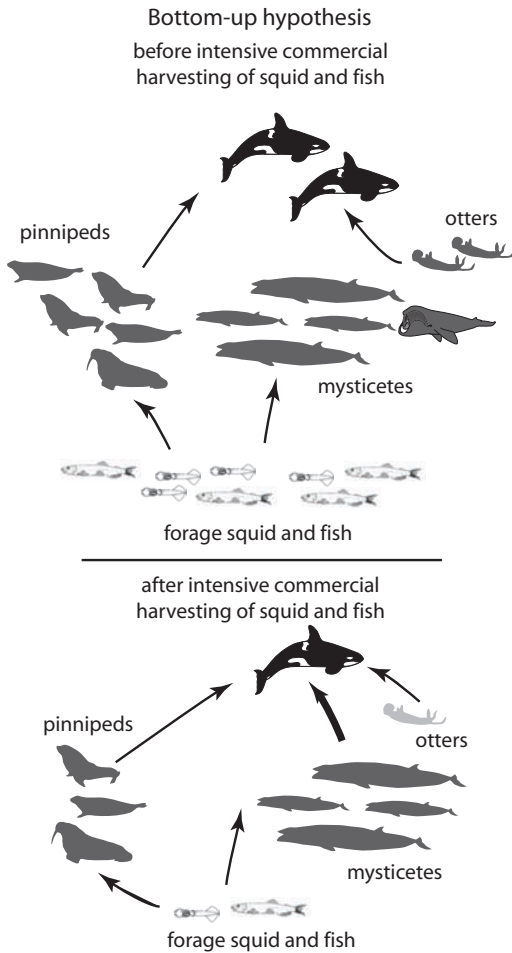 Bottom-up hypothesis
before intensive commercial
harvesting of squid and fish
otters
pinnipeds
mysticetes
forage squid and fish
after intensive commercial
harvesting of squid and fish
pinnipeds
otters
mysticetes
forage squid and fish